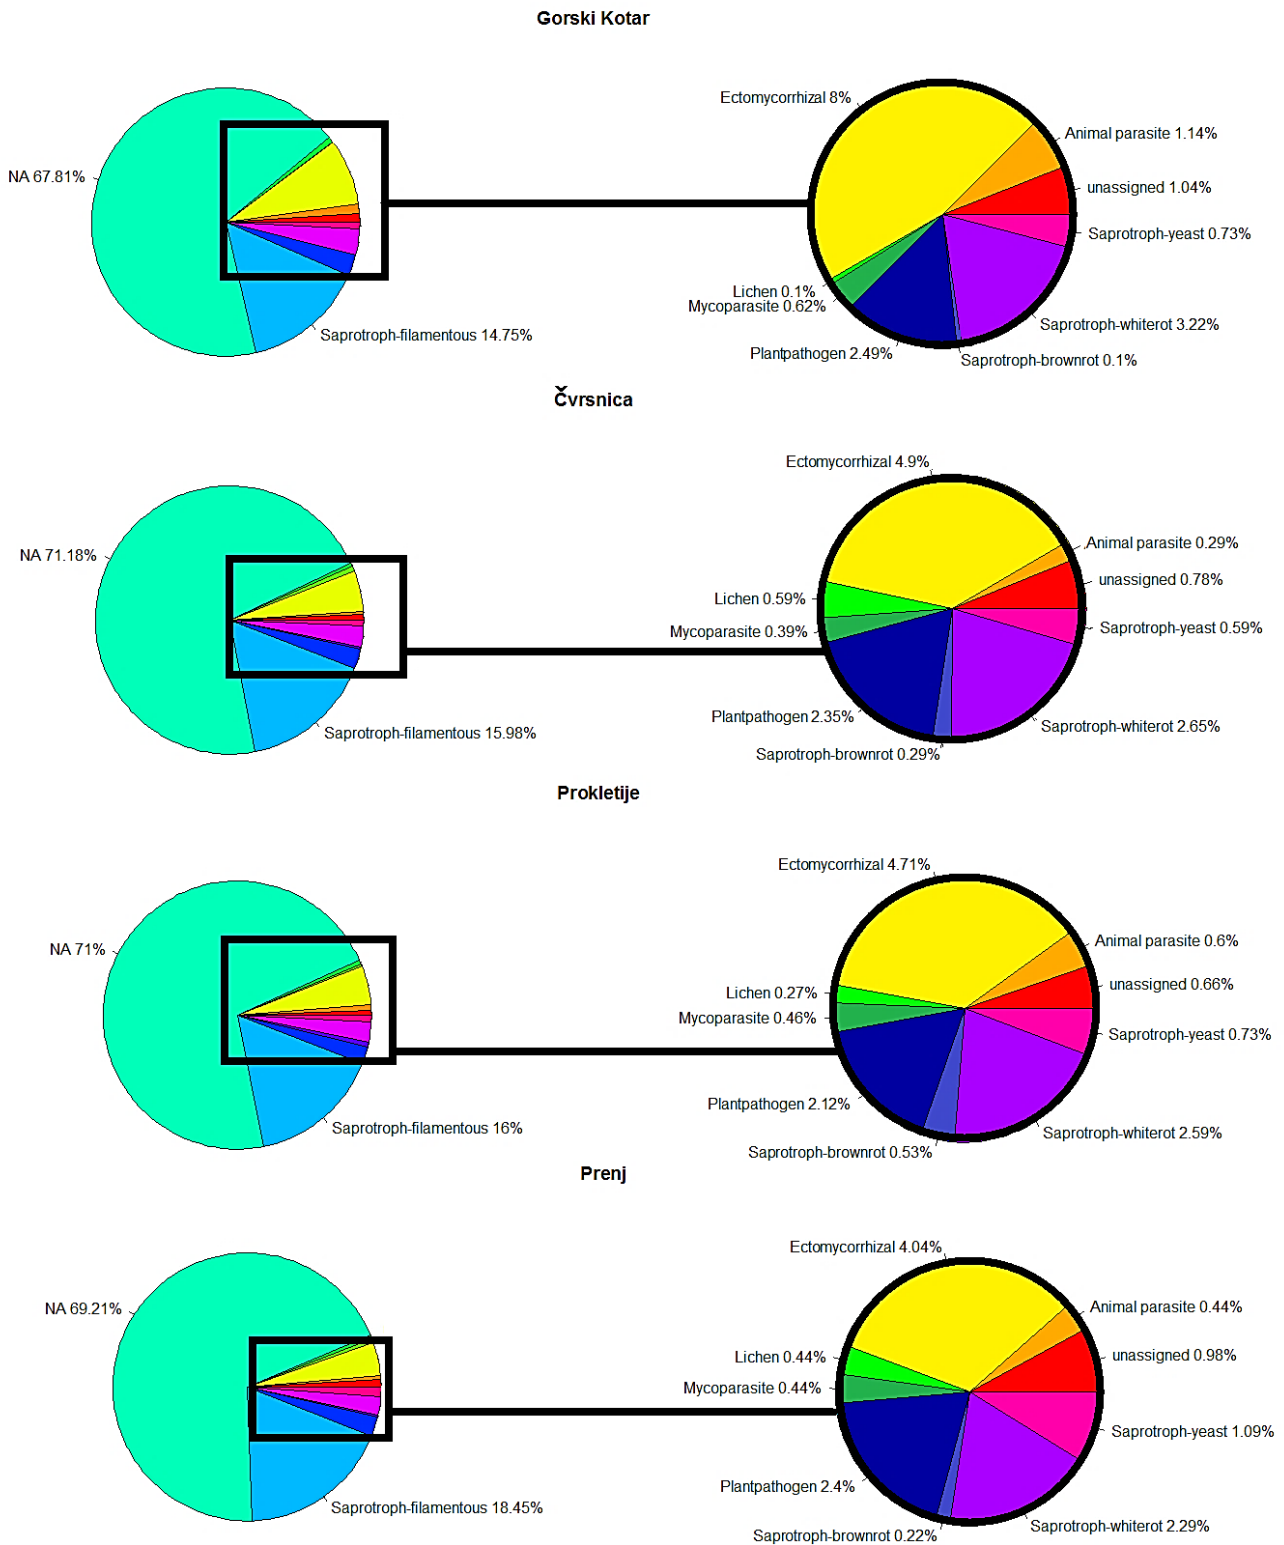 Gorski Kotar
Ectomycorrhizal 8%
Animal parasite 1.14%
NA 67.81%
unassigned 1.04%
Saprotroph-yeast 0.73%
Lichen 0.1%
Mycoparasite 0.62%
Saprotroph-whiterot 3.22%
Saprotroph-filamentous 14.75%
Plantpathogen 2.49%
Saprotroph-brownrot 0.1%
Čvrsnica
Ectomycorrhizal 4.9%
Animal parasite 0.29%
NA 71.18%
unassigned 0.78%
Lichen 0.59%
Saprotroph-yeast 0.59%
Mycoparasite 0.39%
Plantpathogen 2.35%
Saprotroph-whiterot 2.65%
Saprotroph-filamentous 15.98%
Saprotroph-brownrot 0.29%
Prokletije
Ectomycorrhizal 4.71%
Animal parasite 0.6%
NA 71%
unassigned 0.66%
Lichen 0.27%
Mycoparasite 0.46%
Saprotroph-yeast 0.73%
Plantpathogen 2.12%
Saprotroph-filamentous 16%
Saprotroph-whiterot 2.59%
Saprotroph-brownrot 0.53%
Prenj
Ectomycorrhizal 4.04%
Animal parasite 0.44%
NA 69.21%
unassigned 0.98%
Lichen 0.44%
Mycoparasite 0.44%
Saprotroph-yeast 1.09%
Plantpathogen 2.4%
Saprotroph-filamentous 18.45%
Saprotroph-whiterot 2.29%
Saprotroph-brownrot 0.22%